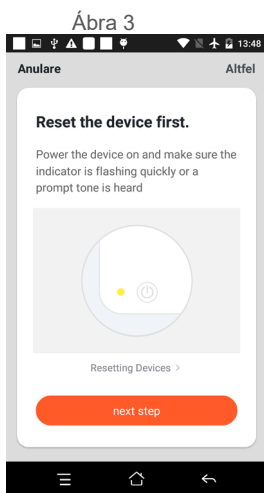 Ábra 3
13:48
Anulare Altfel
Reset the device first.
Power the device on and make sure the
indicator is flashing quickly or a
prompt tone is heard
Resetting Devices >
next step